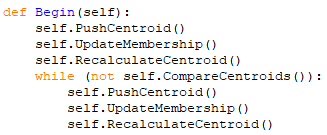 def Begin(self):
    self.PushCentroid()
    self.UpdateMembership()
    self.RecalculateCentroid()
    while (not self.CompareCentroids()):
        self.PushCentroid()
        self.UpdateMembership()
        self.RecalculateCentroid()